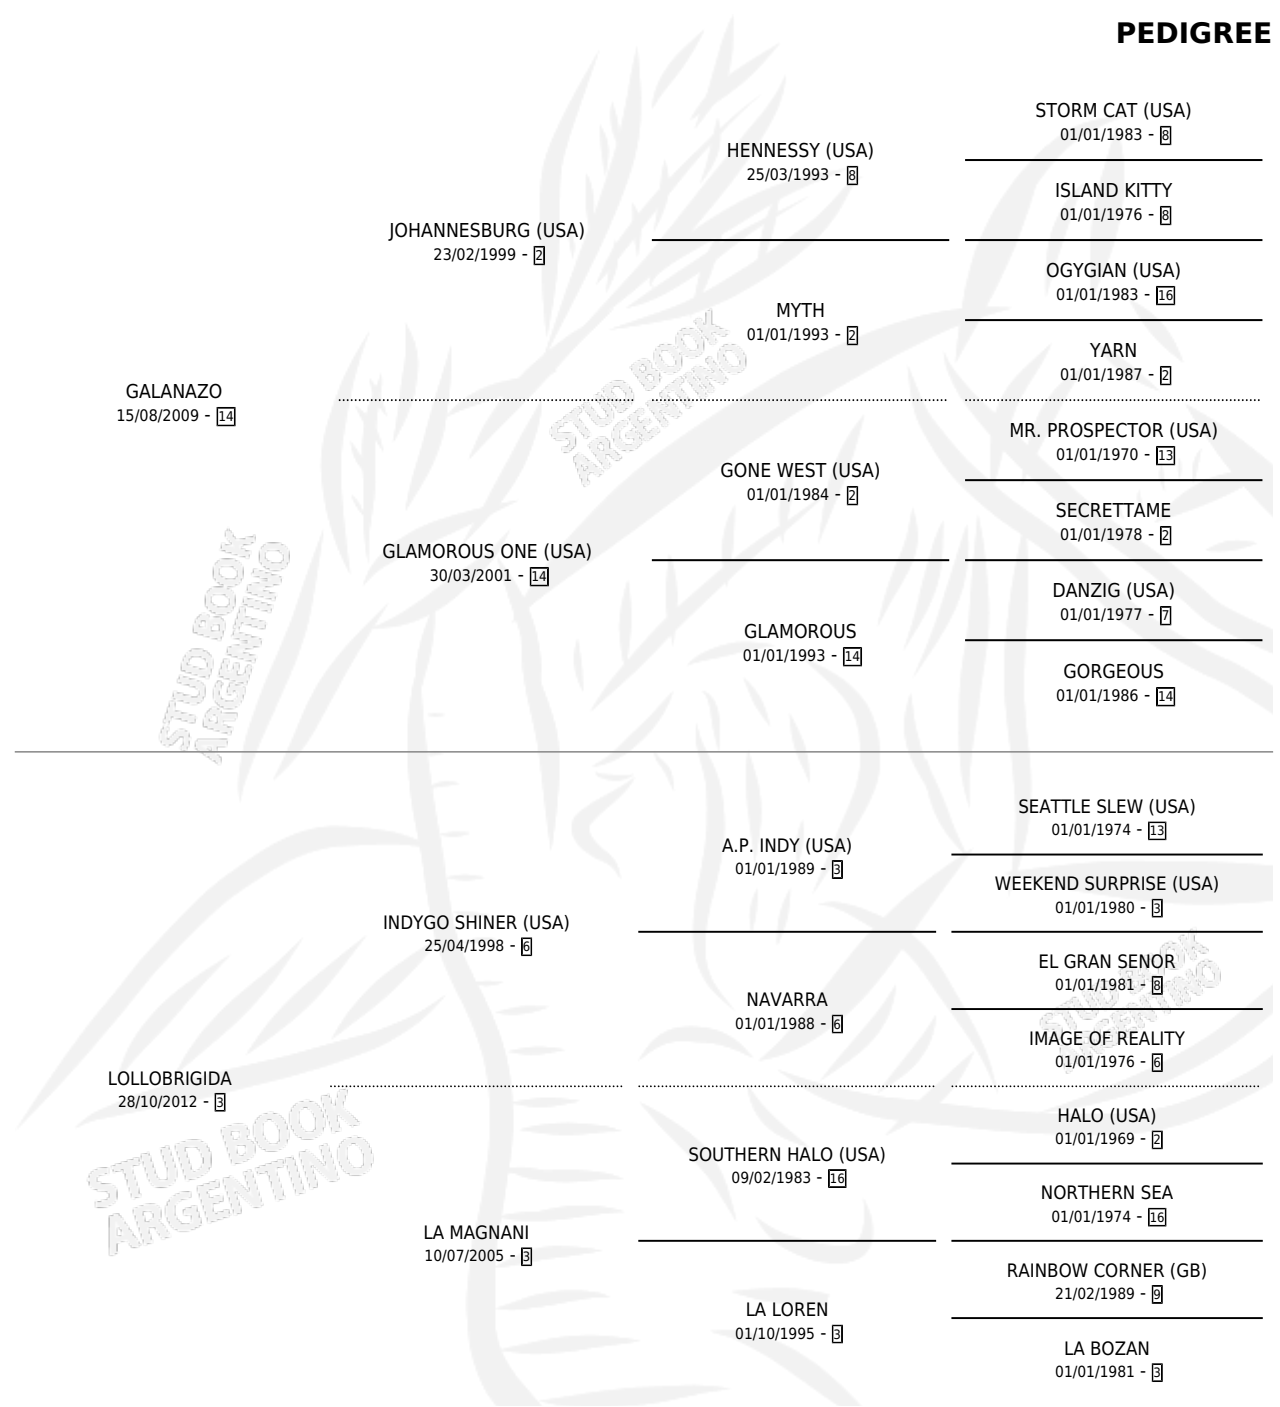 PEDIGREE
STORM CAT (USA)
01/01/1983 - 8
HENNESSY (USA)
25/03/1993 - 8
ISLAND KITTY
01/01/1976 - 8
JOHANNESBURG (USA)
23/02/1999 - 2
OGYGIAN (USA)
01/01/1983 - 16
MYTH
01/01/1993 - 2
YARN
01/01/1987 - 2
GALANAZO
15/08/2009 - 14
MR. PROSPECTOR (USA)
01/01/1970 - 13
GONE WEST (USA)
01/01/1984 - 2
SECRETTAME
01/01/1978 - 2
GLAMOROUS ONE (USA)
30/03/2001 - 14
DANZIG (USA)
01/01/1977 - 7
GLAMOROUS
01/01/1993 - 14
GORGEOUS
01/01/1986 - 14
SEATTLE SLEW (USA)
01/01/1974 - 13
A.P. INDY (USA)
01/01/1989 - 3
WEEKEND SURPRISE (USA)
01/01/1980 - 3
INDYGO SHINER (USA)
25/04/1998 - 6
EL GRAN SENOR
01/01/1981 - 8
NAVARRA
01/01/1988 - 6
IMAGE OF REALITY
01/01/1976 - 6
LOLLOBRIGIDA
28/10/2012 - 3
HALO (USA)
01/01/1969 - 2
SOUTHERN HALO (USA)
09/02/1983 - 16
NORTHERN SEA
01/01/1974 - 16
LA MAGNANI
10/07/2005 - 3
RAINBOW CORNER (GB)
21/02/1989 - 9
LA LOREN
01/10/1995 - 3
LA BOZAN
01/01/1981 - 3
STUD BOOK
ARGENTINO
STUD BOOK
ARGENTINO
STUD BOOK
ARGENTINO
STUD BOOK
ARGENTINO